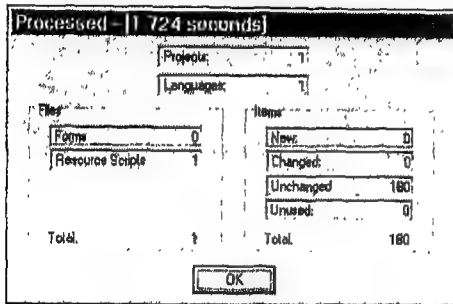 Processed - [1 724 seconds]
Projects: 1
Languages: 1
Files
Forms 0
Resource Scripts 1
Total. 1
Items
New: 0
Changed: 0
Unchanged 180
Unused: 0
Total. 180
OK